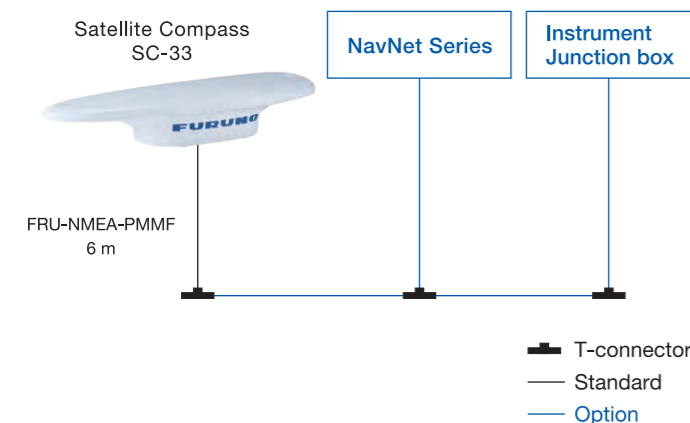 Satellite Compass
SC-33
NavNet Series
Instrument
Junction box
FURUNO
FRU-NMEA-PMMF
6 m
T-connector
Standard
Option